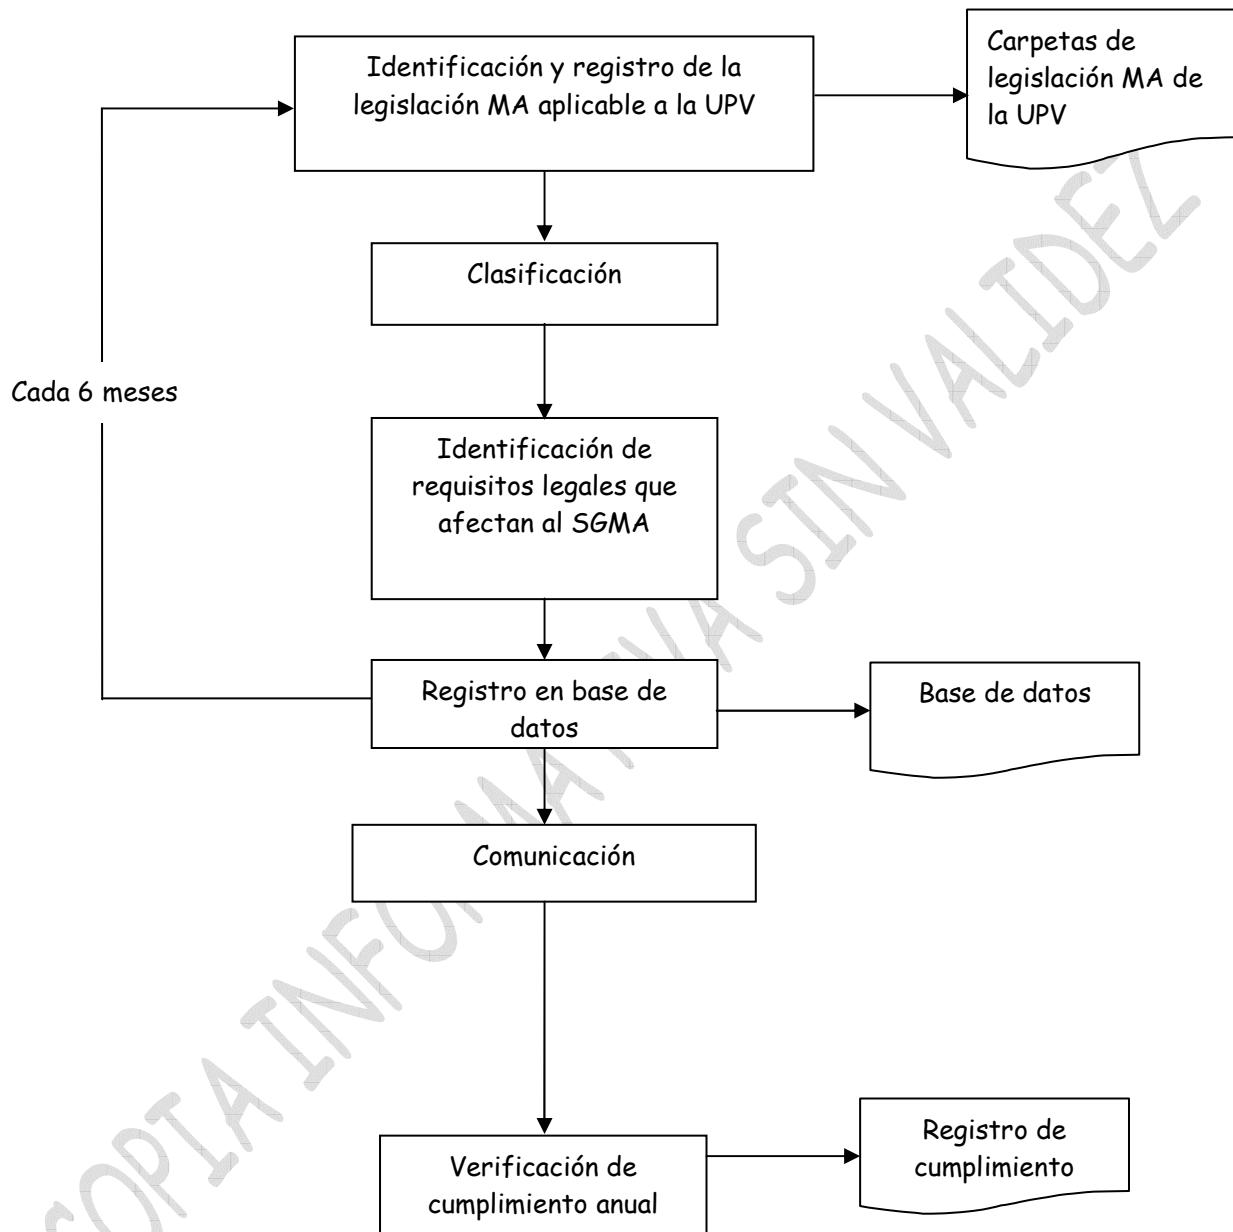 Identificación y registro de la
legislación MA aplicable a la UPV
Carpetas de
legislación MA de
la UPV
Clasificación
Cada 6 meses
Identificación de
requisitos legales que
afectan al SGMA
Registro en base de
datos
Base de datos
Comunicación
Verificación de
cumplimiento anual
Registro de
cumplimiento
COPIA INFORMATIVA SIN VALIDEZ